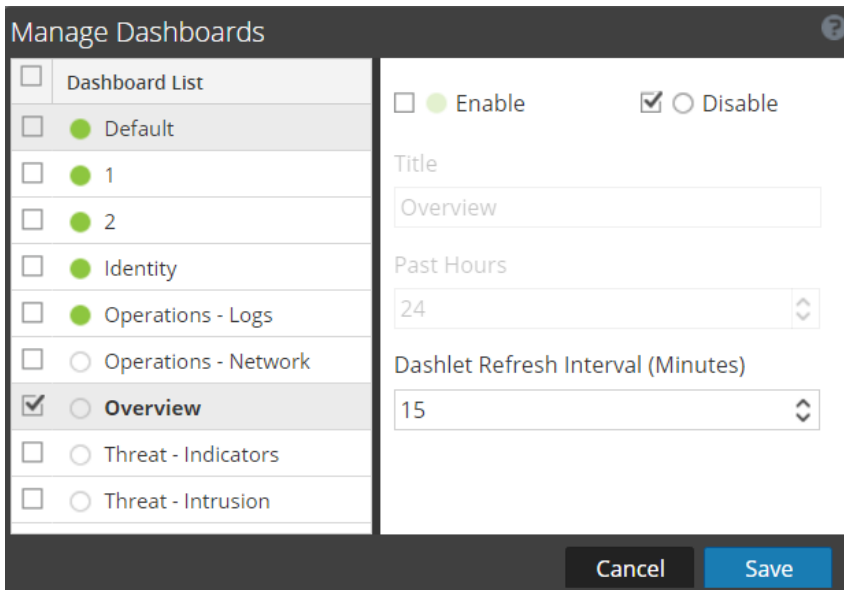 Manage Dashboards
?
Dashboard List
Default
1
2
Identity
Operations - Logs
Operations - Network
Overview
Threat - Indicators
Threat - Intrusion
Enable
Disable
Title
Overview
Past Hours
24
Dashlet Refresh Interval (Minutes)
15
Cancel
Save